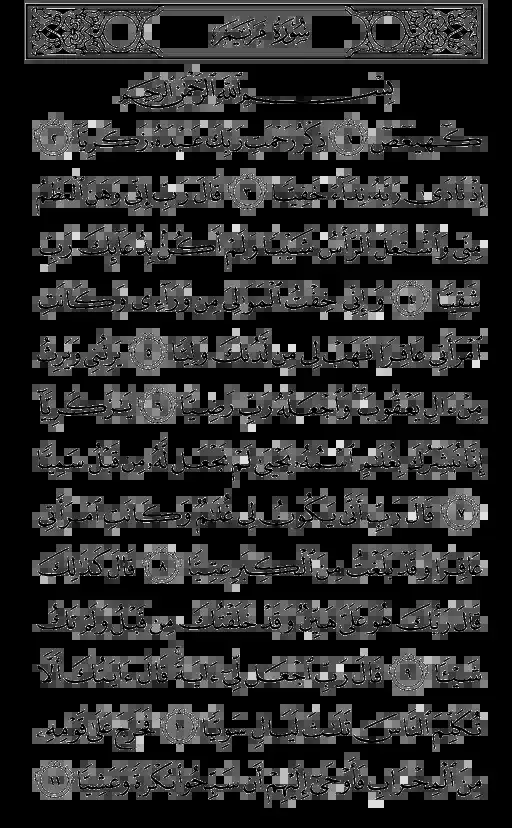 سُورَةُ مَرْيَمَ
بِسْمِ ٱللَّهِ ٱلرَّحْمَٰنِ ٱلرَّحِيمِ
كٓهيعٓصٓ ١ ذِكْرُ رَحْمَتِ رَبِّكَ عَبْدَهُۥ زَكَرِيَّآ ٢
إِذْ نَادَىٰ رَبَّهُۥ نِدَآءً خَفِيًّا ٣ قَالَ رَبِّ إِنِّى وَهَنَ ٱلْعَظْمُ
مِنِّى وَٱشْتَعَلَ ٱلرَّأْسُ شَيْبًا وَلَمْ أَكُنۢ بِدُعَآئِكَ رَبِّ
شَقِيًّا ٤ وَإِنِّى خِفْتُ ٱلْمَوَٰلِىَ مِن وَرَآءِى وَكَانَتِ
ٱمْرَأَتِى عَاقِرًا فَهَبْ لِى مِن لَّدُنكَ وَلِيًّا ٥ يَرِثُنِى وَيَرِثُ
مِنْ ءَالِ يَعْقُوبَ وَٱجْعَلْهُ رَبِّ رَضِيًّا ٦ يَٰزَكَرِيَّآ
إِنَّا نُبَشِّرُكَ بِغُلَٰمٍ ٱسْمُهُۥ يَحْيَىٰ لَمْ نَجْعَل لَّهُۥ مِن قَبْلُ سَمِيًّا
٧ قَالَ رَبِّ أَنَّىٰ يَكُونُ لِى غُلَٰمٌ وَكَانَتِ ٱمْرَأَتِى
عَاقِرًا وَقَدْ بَلَغْتُ مِنَ ٱلْكِبَرِ عِتِيًّا ٨ قَالَ كَذَٰلِكَ
قَالَ رَبُّكَ هُوَ عَلَىَّ هَيِّنٌ وَقَدْ خَلَقْتُكَ مِن قَبْلُ وَلَمْ تَكُ
شَيْـًٔا ٩ قَالَ رَبِّ ٱجْعَل لِّىٓ ءَايَةً قَالَ ءَايَتُكَ أَلَّا
تُكَلِّمَ ٱلنَّاسَ ثَلَٰثَ لَيَالٍ سَوِيًّا ١٠ فَخَرَجَ عَلَىٰ قَوْمِهِۦ
مِنَ ٱلْمِحْرَابِ فَأَوْحَىٰٓ إِلَيْهِمْ أَن سَبِّحُوا۟ بُكْرَةً وَعَشِيًّا ١١